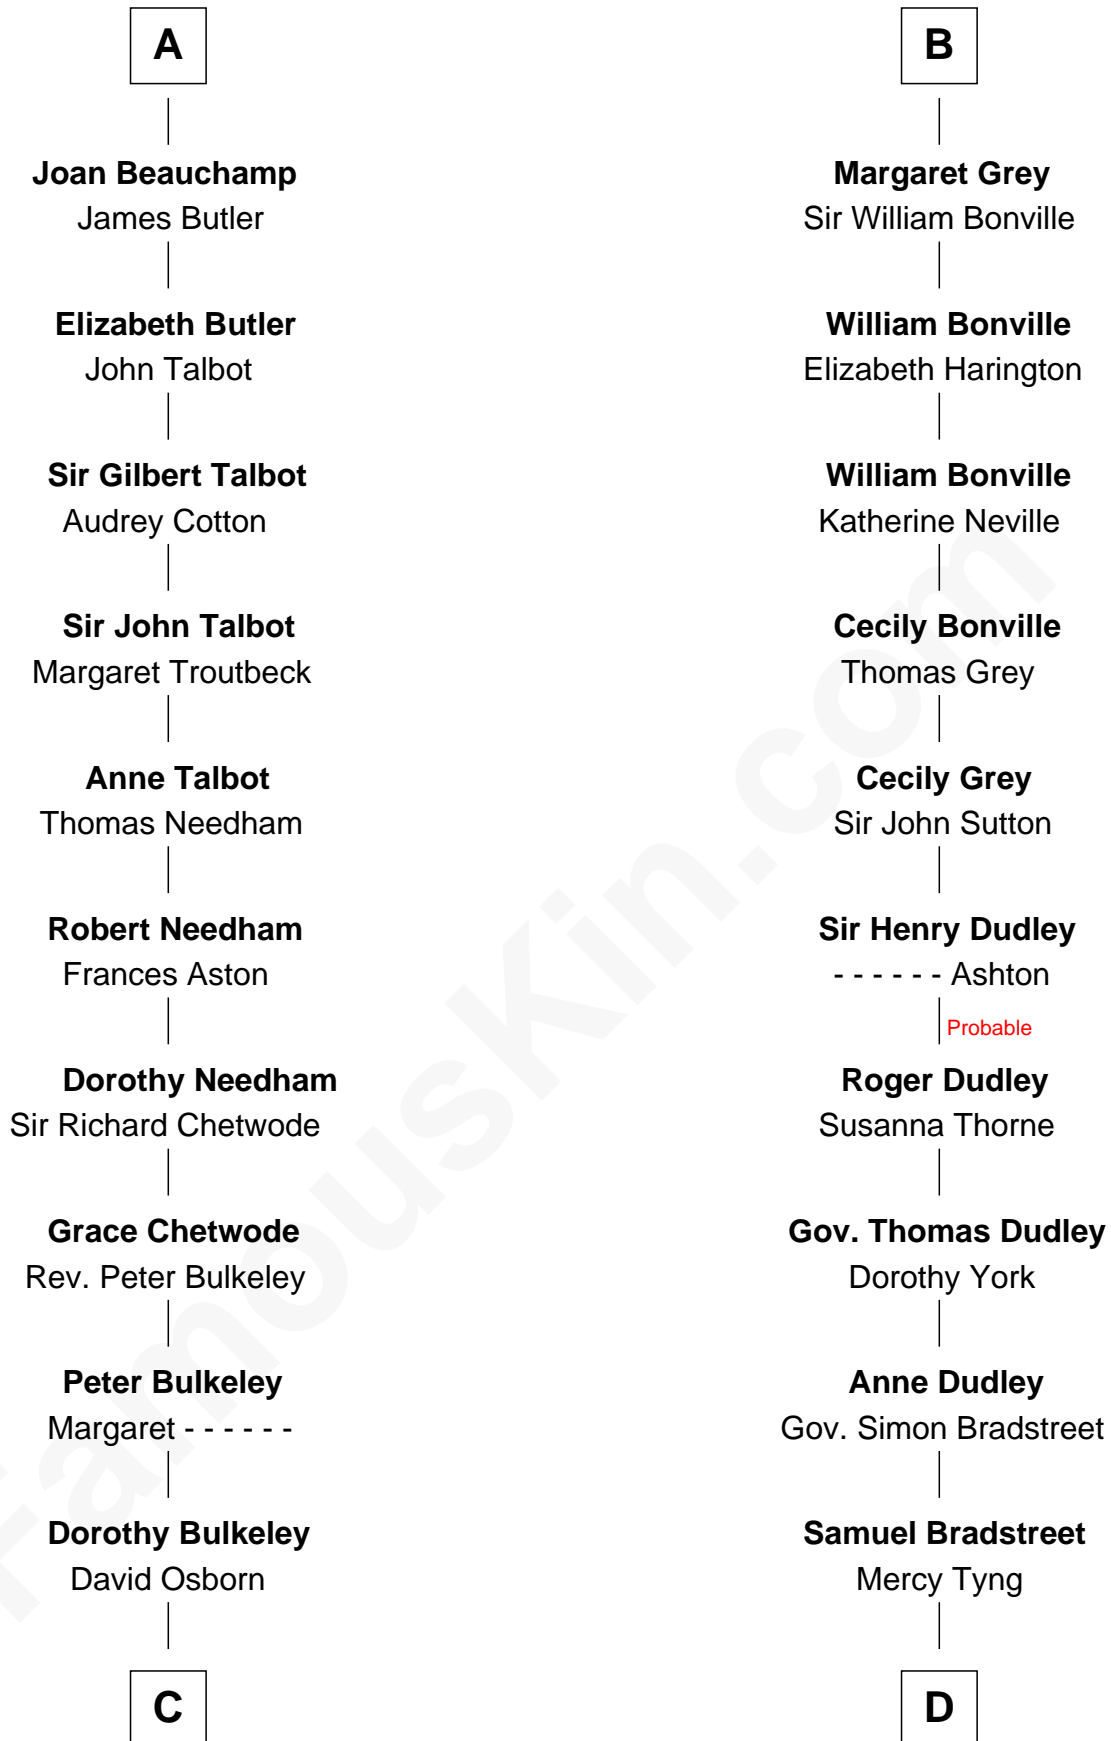 A
Joan Beauchamp
James Butler
Elizabeth Butler
John Talbot
Sir Gilbert Talbot
Audrey Cotton
Sir John Talbot
Margaret Troutbeck
Anne Talbot
Thomas Needham
Robert Needham
Frances Aston
Dorothy Needham
Sir Richard Chetwode
Grace Chetwode
Rev. Peter Bulkeley
Peter Bulkeley
Margaret - - - - - -
Dorothy Bulkeley
David Osborn
C
B
Margaret Grey
Sir William Bonville
William Bonville
Elizabeth Harington
William Bonville
Katherine Neville
Cecily Bonville
Thomas Grey
Cecily Grey
Sir John Sutton
Sir Henry Dudley
- - - - - - Ashton
Probable
Roger Dudley
Susanna Thorne
Gov. Thomas Dudley
Dorothy York
Anne Dudley
Gov. Simon Bradstreet
Samuel Bradstreet
Mercy Tyng
D
FamousKin.com